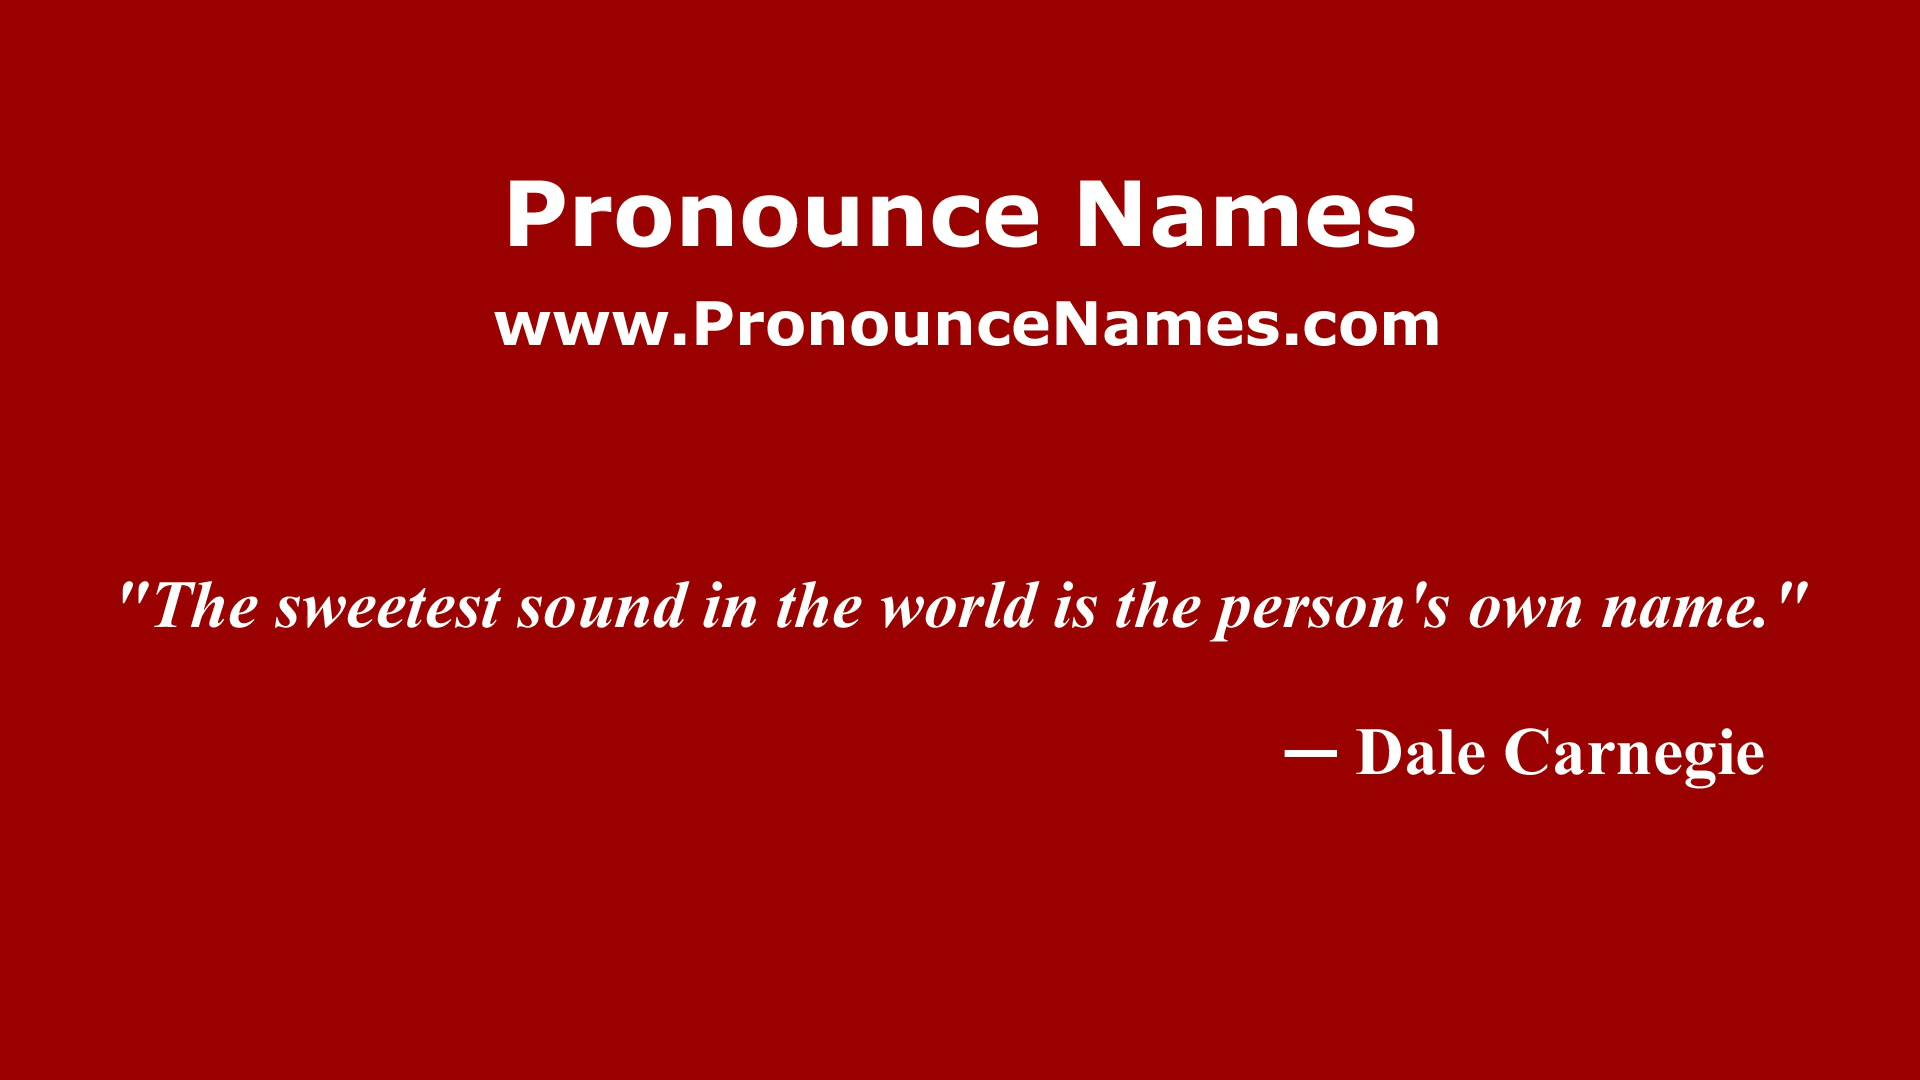 Pronounce Names
www.PronounceNames.com
"The sweetest sound in the world is the person's own name."
— Dale Carnegie